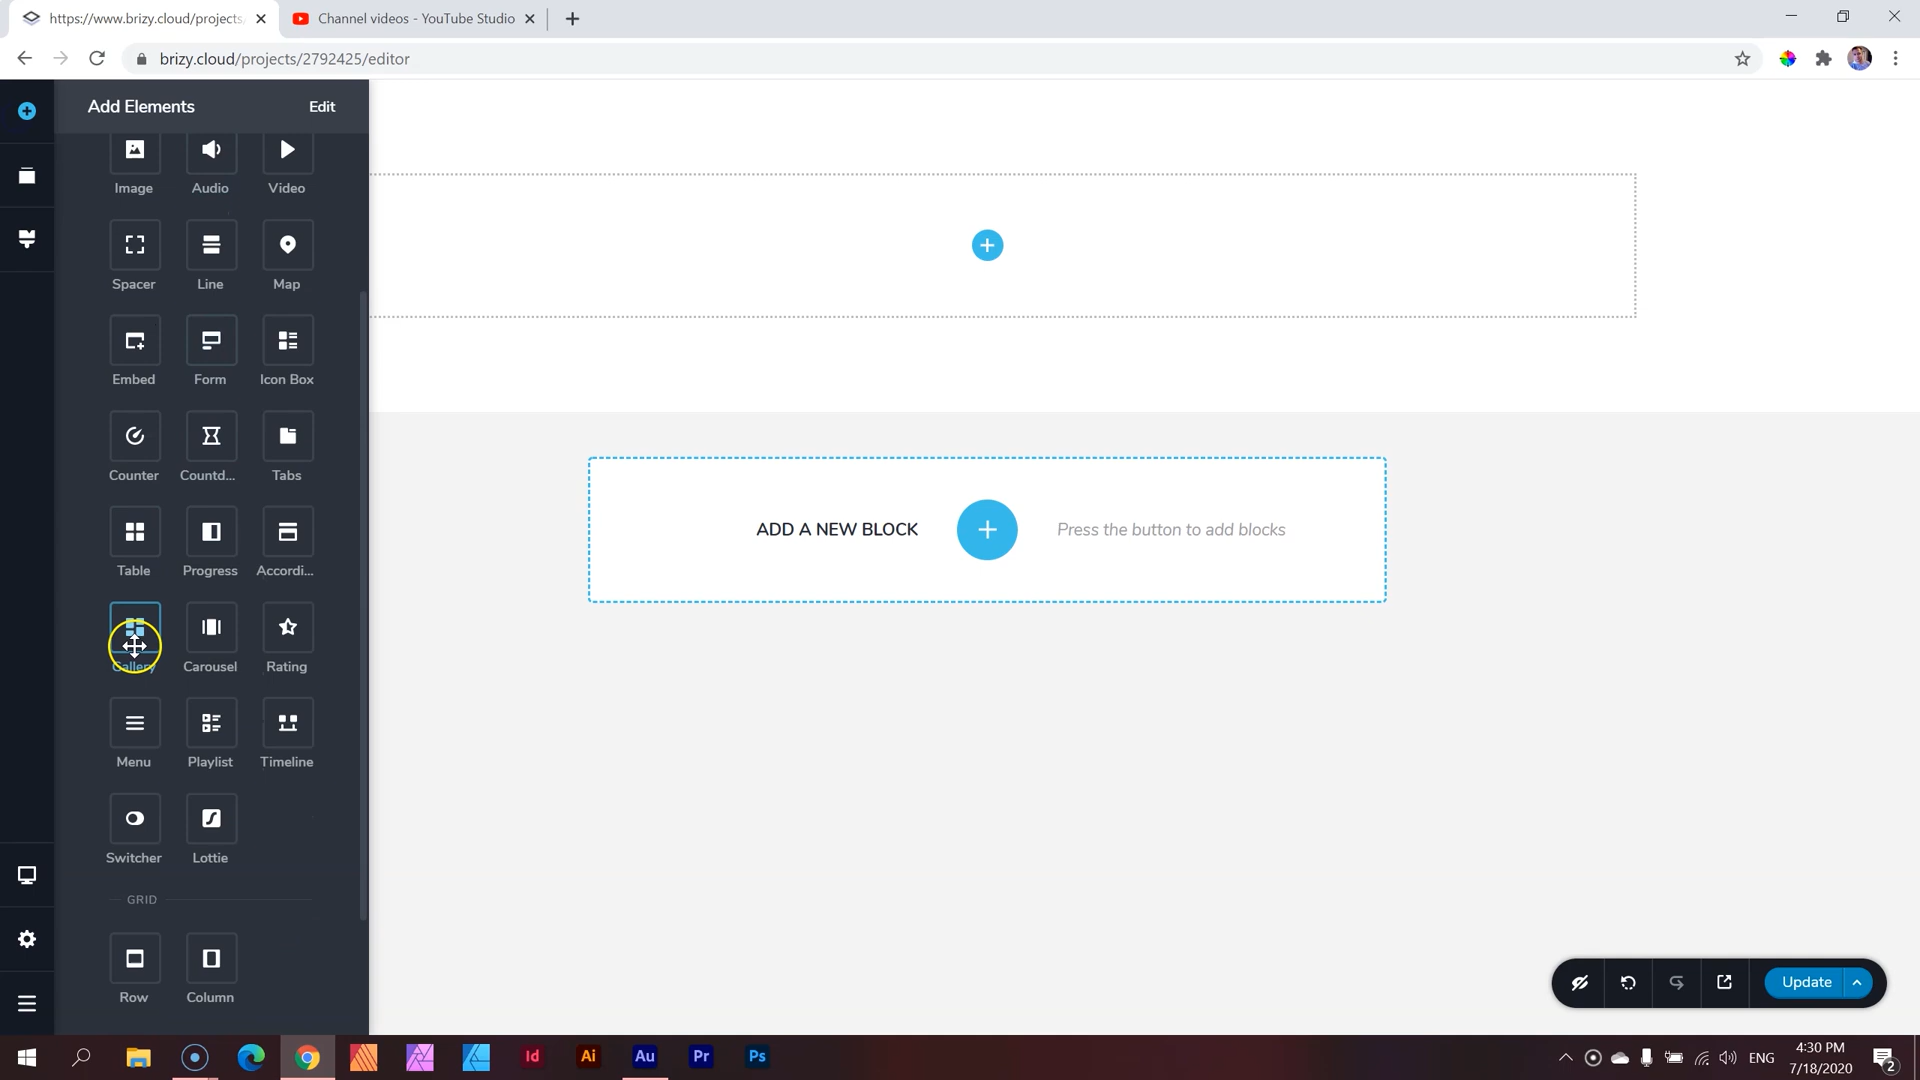 https://www.brizy.cloud/projects/
Channel videos - YouTube Studio
brizy.cloud/projects/2792425/editor
Add Elements
Edit
Image Audio Video
Spacer Line Map
Embed Form Icon Box
Counter Countd... Tabs
Table Progress Accordi...
Gallery Carousel Rating
Menu Playlist Timeline
Switcher Lottie
GRID
Row Column
ADD A NEW BLOCK
Press the button to add blocks
Update
Id Ai Au Pr Ps
ENG
4:30 PM
7/18/2020
2